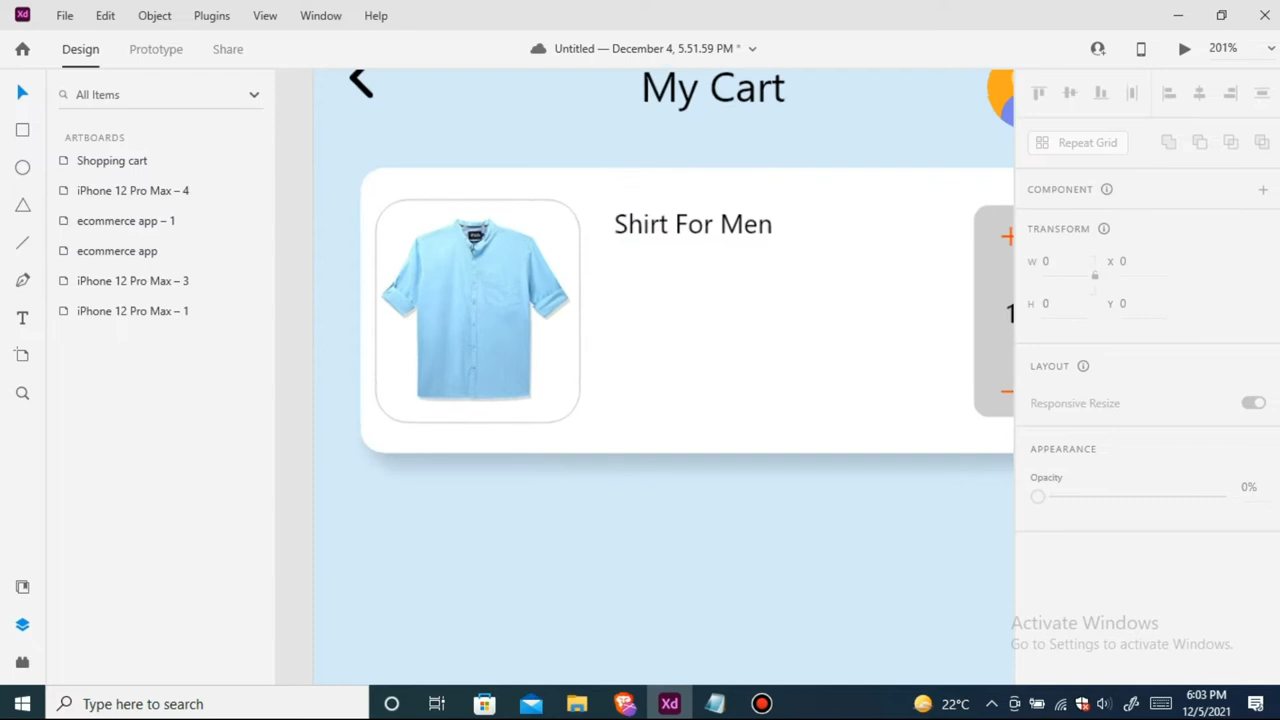 Xd File Edit Object Plugins View Window Help
Design Prototype Share Untitled — December 4, 5.51.59 PM * 201%
All Items
ARTBOARDS
Shopping cart
iPhone 12 Pro Max – 4
ecommerce app – 1
ecommerce app
iPhone 12 Pro Max – 3
iPhone 12 Pro Max – 1
T
My Cart
Shirt For Men
+
1
−
Repeat Grid
COMPONENT
TRANSFORM
W 0 X 0
H 0 Y 0
LAYOUT
Responsive Resize
APPEARANCE
Opacity
0%
Activate Windows
Go to Settings to activate Windows.
Type here to search
Xd
22°C
6:03 PM
12/5/2021